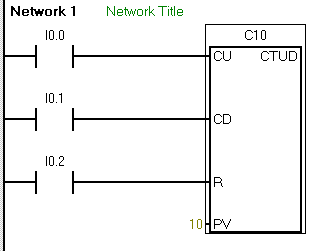 Network 1 Network Title
I0.0 C10
CU CTUD
I0.1
CD
I0.2
R
10 PV